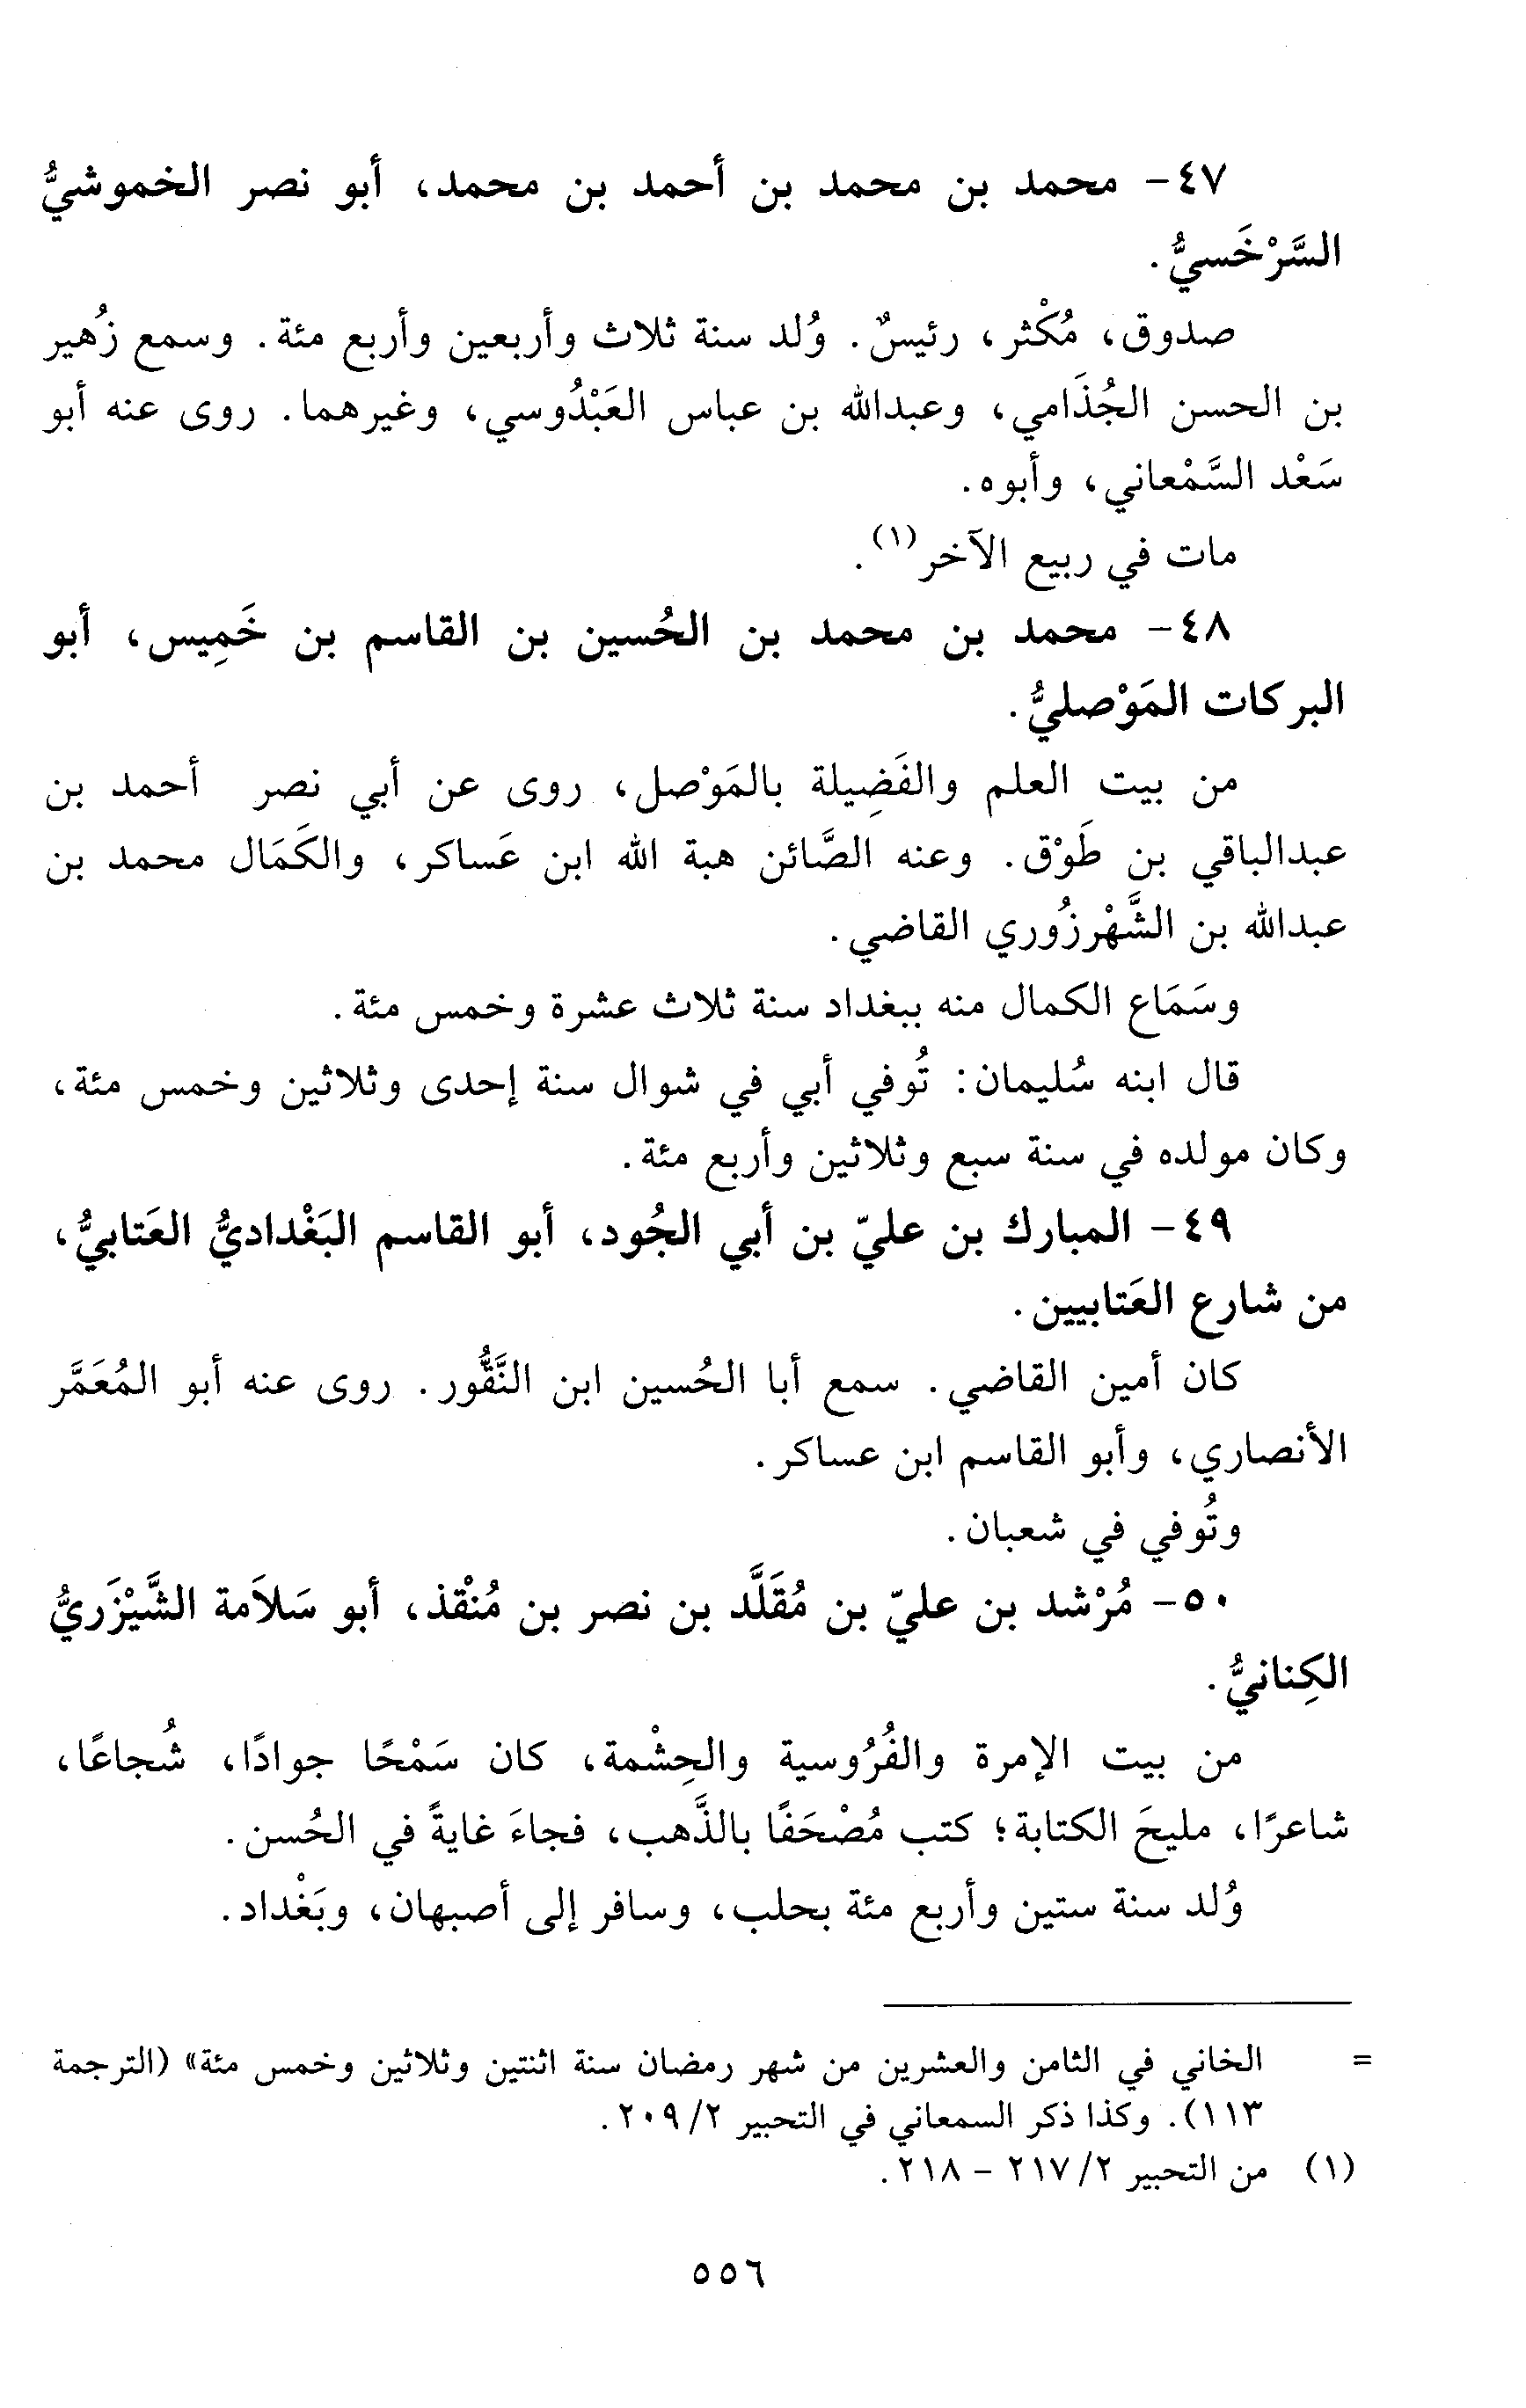 ٤٧- محمد بن محمد بن أحمد بن محمد، أبو نصر الخموشيُّ
السَّرْخَسيُّ.
صدوق، مُكْثر، رئيسٌ. وُلد سنة ثلاث وأربعين وأربع مئة. وسمع زُهير
بن الحسن الجُذَامي، وعبدالله بن عباس العَبْدُوسي، وغيرهما. روى عنه أبو
سَعْد السَّمْعاني، وأبوه.
مات في ربيع الآخر(١).
٤٨- محمد بن محمد بن الحُسين بن القاسم بن خَمِيس، أبو
البركات المَوْصليُّ.
من بيت العلم والفَضِيلة بالمَوْصل، روى عن أبي نصر أحمد بن
عبدالباقي بن طَوْق. وعنه الصَّائن هبة الله ابن عَساكر، والكَمَال محمد بن
عبدالله بن الشَّهْرزُوري القاضي.
وسَمَاع الكمال منه ببغداد سنة ثلاث عشرة وخمس مئة.
قال ابنه سُليمان: تُوفي أبي في شوال سنة إحدى وثلاثين وخمس مئة،
وكان مولده في سنة سبع وثلاثين وأربع مئة.
٤٩- المبارك بن عليّ بن أبي الجُود، أبو القاسم البَغْداديُّ العَتابيُّ،
من شارع العَتابيين.
كان أمين القاضي. سمع أبا الحُسين ابن النَّقُّور. روى عنه أبو المُعَمَّر
الأنصاري، وأبو القاسم ابن عساكر.
وتُوفي في شعبان.
٥٠- مُرْشد بن عليّ بن مُقَلَّد بن نصر بن مُنْقذ، أبو سَلاَمة الشَّيْزَريُّ
الكِنانيُّ.
من بيت الإمرة والفُرُوسية والحِشْمة، كان سَمْحًا جوادًا، شُجاعًا،
شاعرًا، مليحَ الكتابة؛ كتب مُصْحَفًا بالذَّهب، فجاءَ غايةً في الحُسن.
وُلد سنة ستين وأربع مئة بحلب، وسافر إلى أصبهان، وبَغْداد.
= الخاني في الثامن والعشرين من شهر رمضان سنة اثنتين وثلاثين وخمس مئة» (الترجمة
١١٣). وكذا ذكر السمعاني في التحبير ٢/ ٢٠٩.
(١) من التحبير ٢/ ٢١٧ - ٢١٨.
٥٥٦